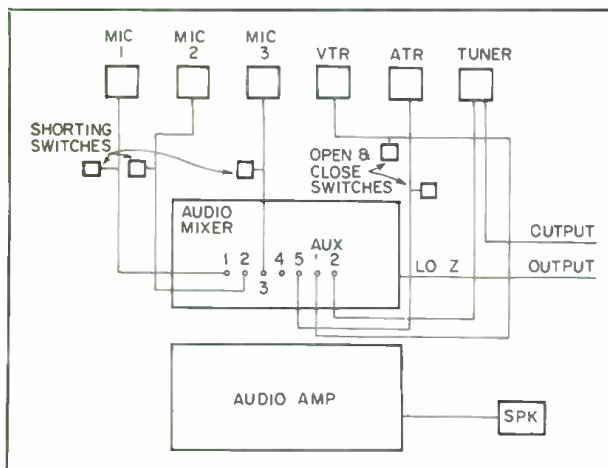 MIC 1
MIC 2
MIC 3
VTR
ATR
TUNER
SHORTING
SWITCHES
OPEN &
CLOSE
SWITCHES
AUDIO
MIXER
AUX
1 2 3 4 5 1 2
CUTPUT
LO Z OUTPUT
AUDIO AMP
SPK